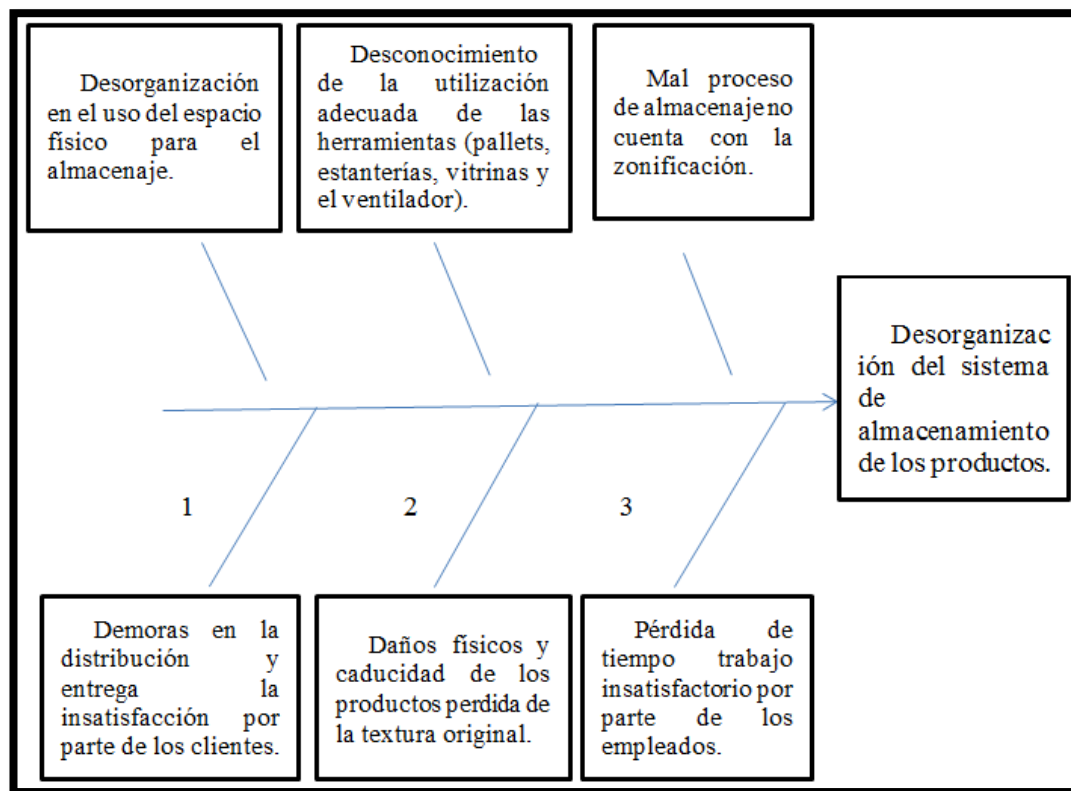 Desorganización
en el uso del espacio
físico para el
almacenaje.
Desconocimiento
de la utilización
adecuada de las
herramientas (pallets,
estanterías, vitrinas y
el ventilador).
Mal proceso
de almacenaje no
cuenta con la
zonificación.
Desorganizac
ión del sistema
de
almacenamiento
de los productos.
1
2
3
Demoras en la
distribución y
entrega la
insatisfacción por
parte de los clientes.
Daños físicos y
caducidad de los
productos perdida de
la textura original.
Pérdida de
tiempo trabajo
insatisfactorio por
parte de los
empleados.